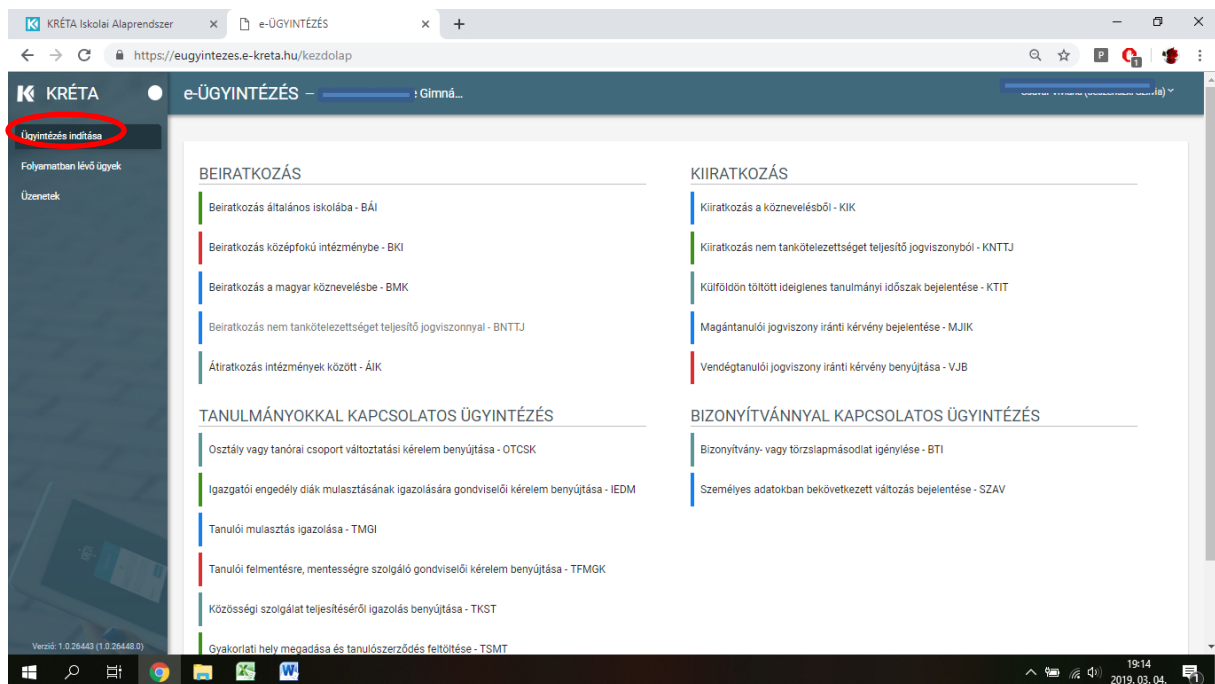 KRÉTA Iskolai Alaprendszer
e-ÜGYINTÉZÉS
https://eugyintezes.e-kreta.hu/kezdolap
KRÉTA
e-ÜGYINTÉZÉS –
Gimná...
Ügyintézés indítása
Folyamatban lévő ügyek
Üzenetek
BEIRATKOZÁS
Beiratkozás általános iskolába - BÁI
Beiratkozás középfokú intézménybe - BKI
Beiratkozás a magyar köznevelésbe - BMK
Beiratkozás nem tankötelezettséget teljesítő jogviszonnyal - BNTTJ
Átiratkozás intézmények között - ÁIK
KIIRATKOZÁS
Kiiratkozás a köznevelésből - KIK
Kiiratkozás nem tankötelezettséget teljesítő jogviszonyból - KNTTJ
Külföldön töltött ideiglenes tanulmányi időszak bejelentése - KTIT
Magántanulói jogviszony iránti kérvény bejelentése - MJIK
Vendégtanulói jogviszony iránti kérvény benyújtása - VJB
TANULMÁNYOKKAL KAPCSOLATOS ÜGYINTÉZÉS
Osztály vagy tanórai csoport változtatási kérelem benyújtása - OTCSK
Igazgatói engedély diák mulasztásának igazolására gondviselői kérelem benyújtása - IEDM
Tanulói mulasztás igazolása - TMGI
Tanulói felmentésre, mentességre szolgáló gondviselői kérelem benyújtása - TFMGK
Közösségi szolgálat teljesítéséről igazolás benyújtása - TKST
Gyakorlati hely megadása és tanulószerződés feltöltése - TSMT
BIZONYÍTVÁNNYAL KAPCSOLATOS ÜGYINTÉZÉS
Bizonyítvány- vagy törzslapmásodlat igénylése - BTI
Személyes adatokban bekövetkezett változás bejelentése - SZAV
Verzió: 1.0.26443 (1.0.26448.0)
19:14
2019. 03. 04.